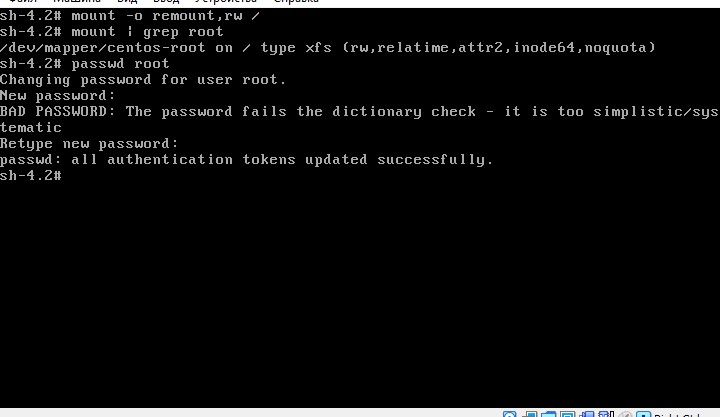 Файл Машина Вид Ввод Устройства Справка
sh-4.2# mount -o remount,rw /
sh-4.2# mount | grep root
/dev/mapper/centos-root on / type xfs (rw,relatime,attr2,inode64,noquota)
sh-4.2# passwd root
Changing password for user root.
New password:
BAD PASSWORD: The password fails the dictionary check - it is too simplistic/sys
tematic
Retype new password:
passwd: all authentication tokens updated successfully.
sh-4.2#
Right Ctrl